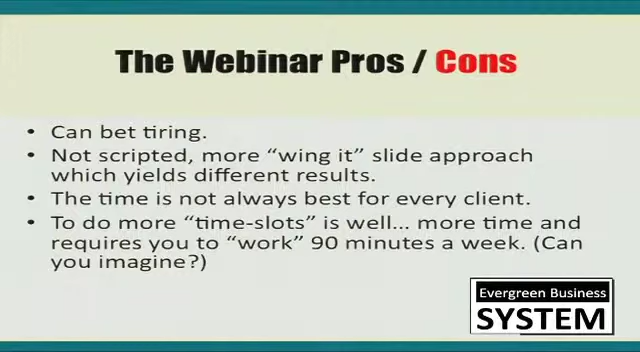 The Webinar Pros / Cons
• Can bet tiring.
• Not scripted, more “wing it” slide approach
which yields different results.
• The time is not always best for every client.
• To do more “time-slots” is well... more time and
requires you to “work” 90 minutes a week. (Can
you imagine?)
Evergreen Business
SYSTEM